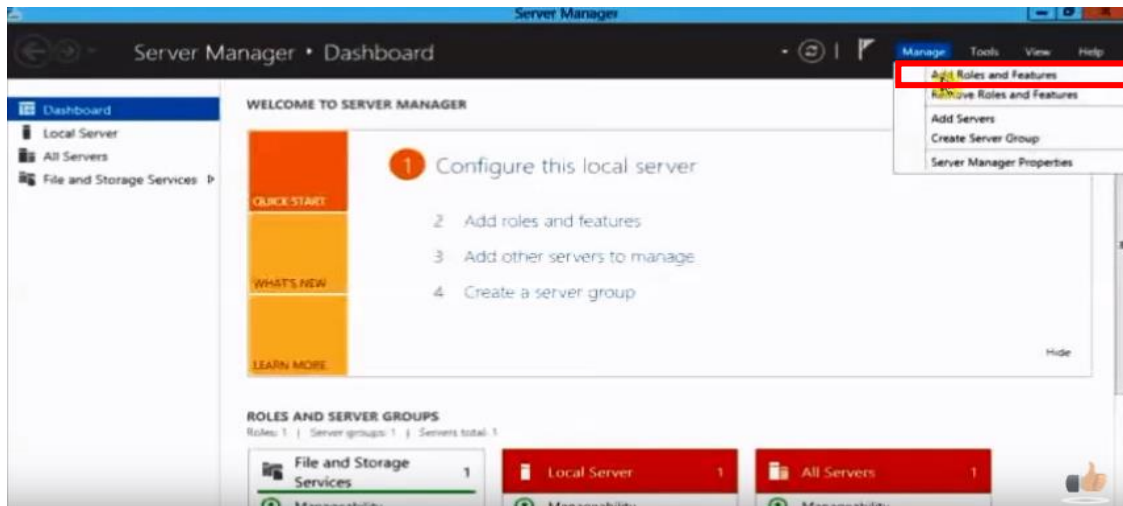 Server Manager
Server Manager • Dashboard
Manage Tools View Help
Add Roles and Features
Remove Roles and Features
Add Servers
Create Server Group
Server Manager Properties
Dashboard
Local Server
All Servers
File and Storage Services
WELCOME TO SERVER MANAGER
QUICK START
WHAT'S NEW
LEARN MORE
1 Configure this local server
2 Add roles and features
3 Add other servers to manage
4 Create a server group
Hide
ROLES AND SERVER GROUPS
Roles: 1 | Server groups: 1 | Servers total: 1
File and Storage Services 1
Local Server 1
All Servers 1
Manageability
Manageability
Manageability